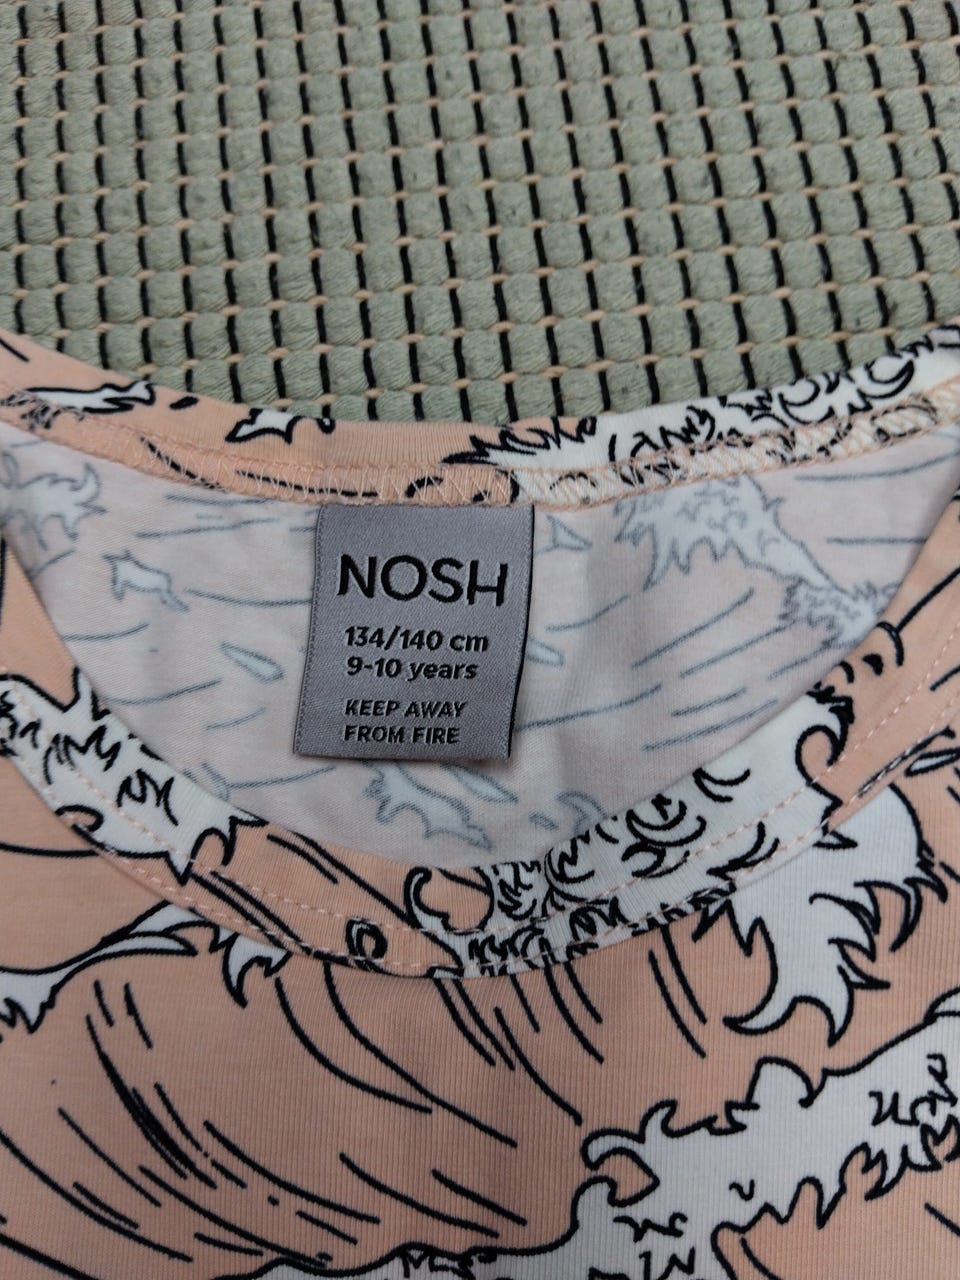 NOSH
134/140 cm
9-10 years
KEEP AWAY
FROM FIRE